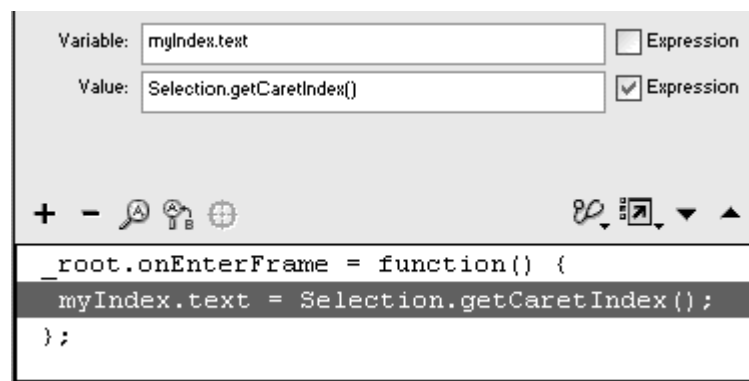 Variable: myIndex.text Expression
Value: Selection.getCaretIndex() Expression
_root.onEnterFrame = function() {
myIndex.text = Selection.getCaretIndex();
};